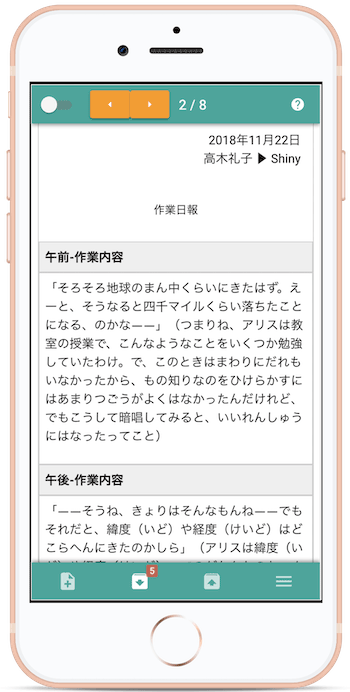 2 / 8
?
2018年11月22日
高木礼子 ▶ Shiny
作業日報
午前-作業内容
「そろそろ地球のまん中くらいにきたはず。え
ーと、そうなると四千マイルくらい落ちたこと
になる、のかなーー」（つまりね、アリスは教
室の授業で、こんなようなことをいくつか勉強
していたわけ。で、このときはまわりにだれも
いなかったから、もの知りなのをひけらかすに
はあまりつごうがよくはなかったんだけれど、
でもこうして暗唱してみると、いいれんしゅう
にはなったってこと）
午後-作業内容
「ーーそうね、きょりはそんなもんねーーでも
それだと、緯度（いど）や経度（けいど）はど
こらへんにきたのかしら」（アリスは緯度（い
5